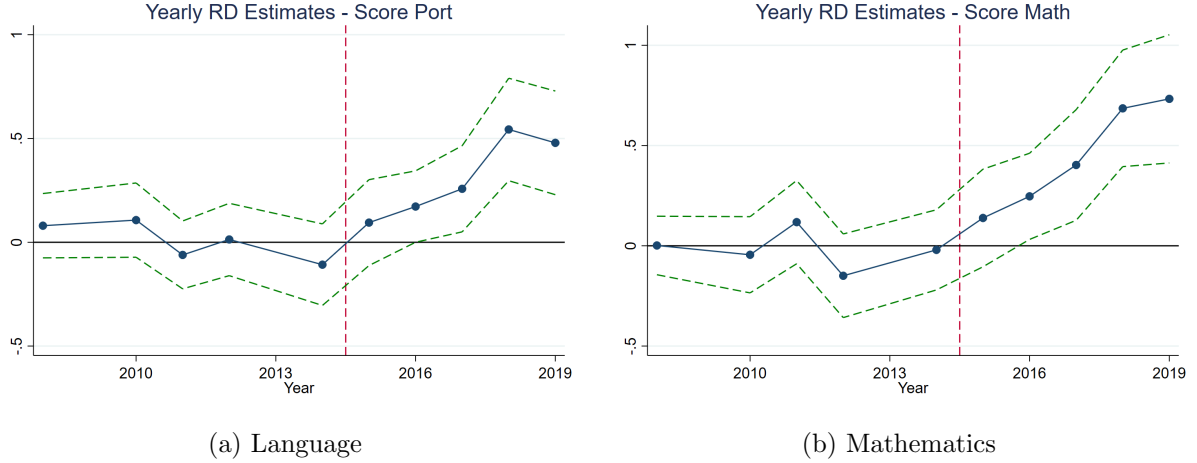 Yearly RD Estimates - Score Port
1
.5
0
-.5
2010 2013 2016 2019
Year
(a) Language
Yearly RD Estimates - Score Math
1
.5
0
-.5
2010 2013 2016 2019
Year
(b) Mathematics